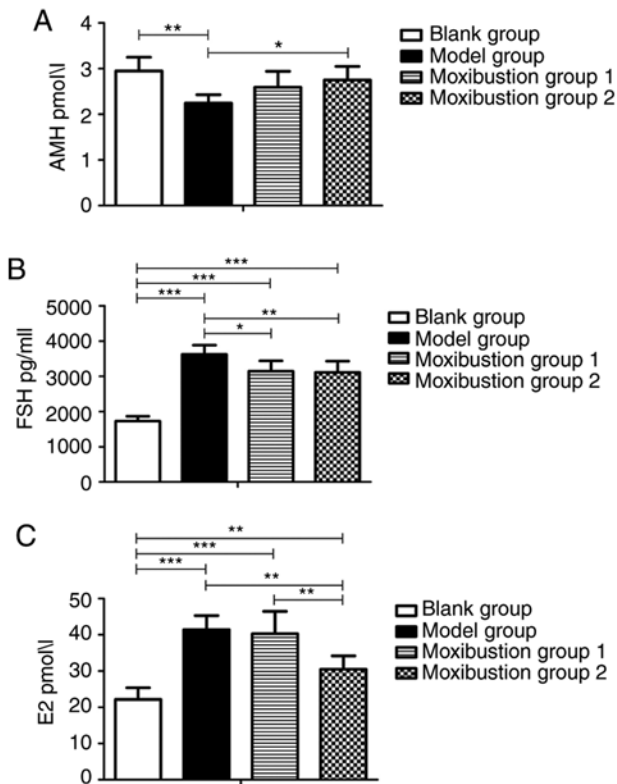 A
AMH pmol\l
4
3
2
1
0
**
*
Blank group
Model group
Moxibustion group 1
Moxibustion group 2
B
FSH pg/mll
5000
4000
3000
2000
1000
0
***
***
***
**
*
Blank group
Model group
Moxibustion group 1
Moxibustion group 2
C
E2 pmol\l
50
40
30
20
10
0
**
***
***
**
**
Blank group
Model group
Moxibustion group 1
Moxibustion group 2